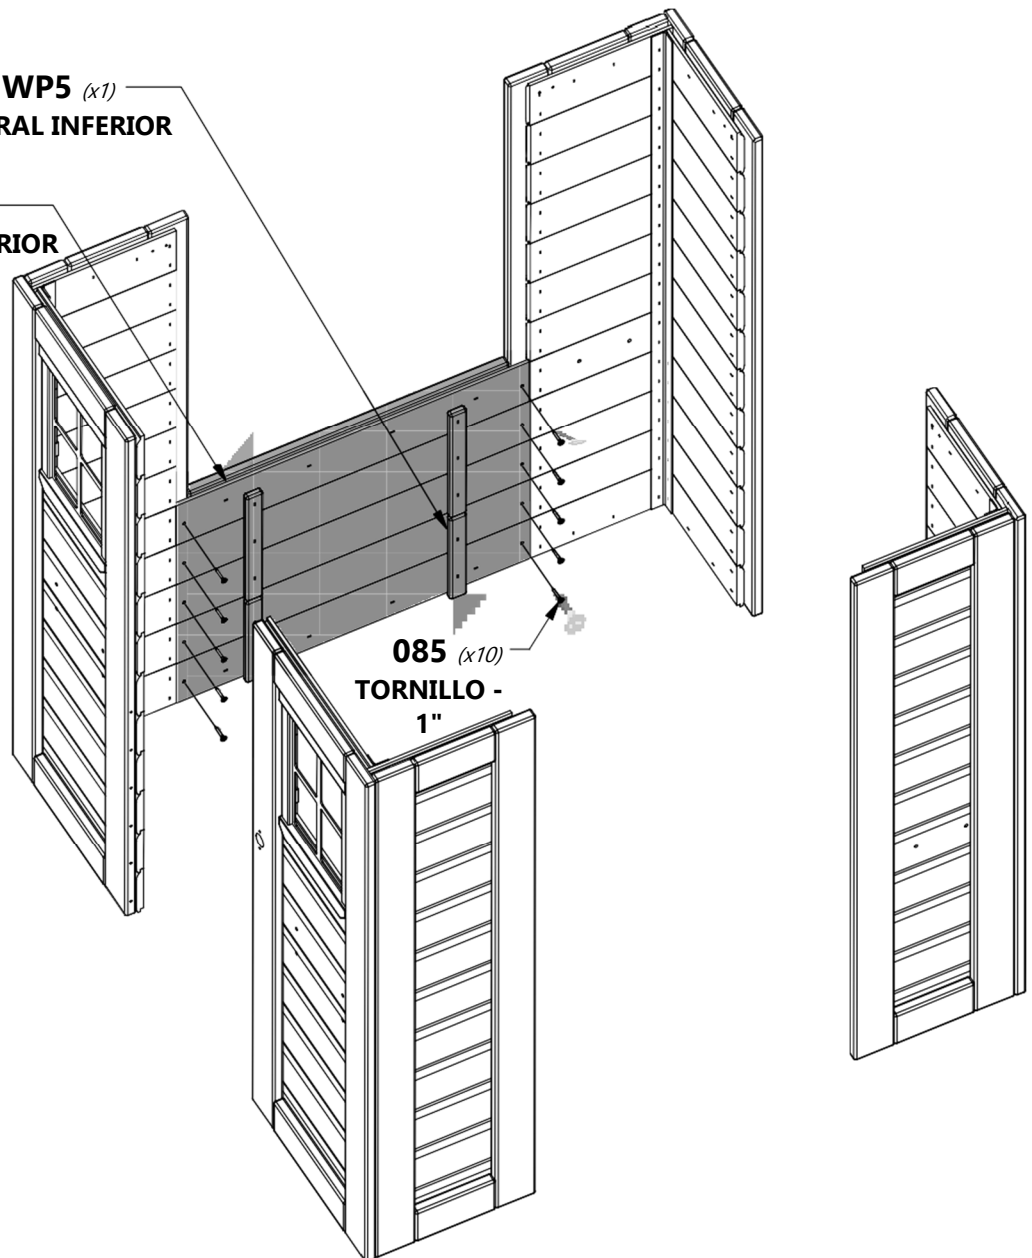 WP5 (x1)
RAL INFERIOR
RIOR
085 (x10)
TORNILLO -
1"